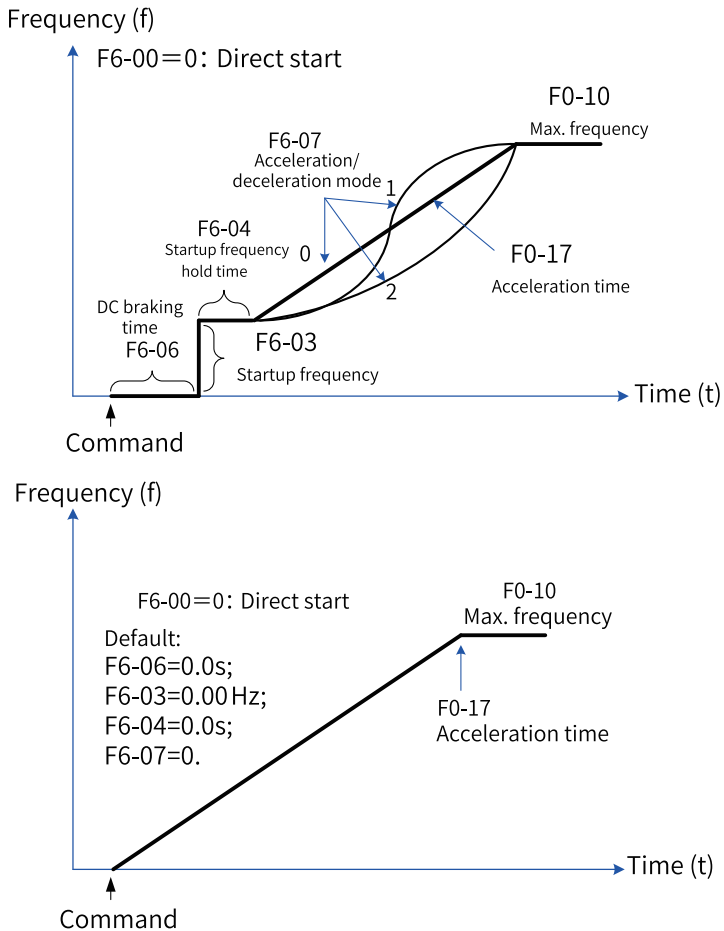 Frequency (f)
F6-00=0: Direct start
F0-10
Max. frequency
F6-07
Acceleration/
deceleration mode
1
F6-04
Startup frequency
hold time
0
F0-17
Acceleration time
2
DC braking
time
F6-06
F6-03
Startup frequency
Time (t)
Command
Frequency (f)
F6-00=0: Direct start
Default:
F6-06=0.0s;
F6-03=0.00Hz;
F6-04=0.0s;
F6-07=0.
F0-10
Max. frequency
F0-17
Acceleration time
Time (t)
Command